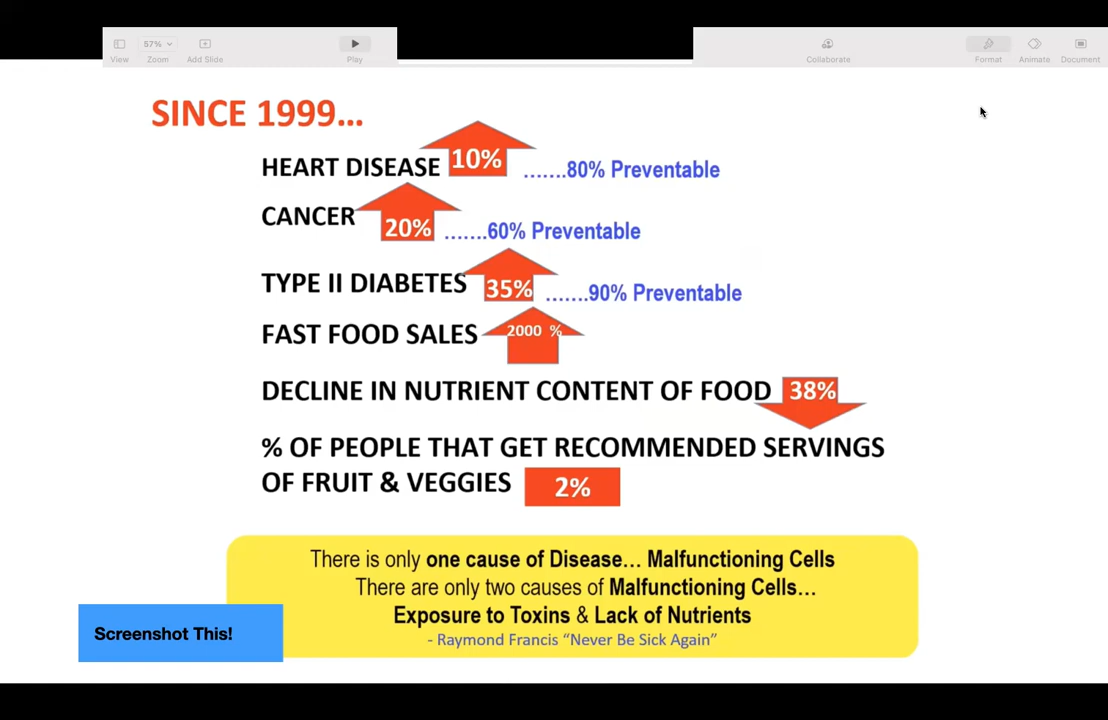 57%
View
Zoom
Add Slide
Play
Collaborate
Format
Animate
Document
SINCE 1999...
HEART DISEASE 10% .......80% Preventable
CANCER 20% .......60% Preventable
TYPE II DIABETES 35% .......90% Preventable
FAST FOOD SALES 2000 %
DECLINE IN NUTRIENT CONTENT OF FOOD 38%
% OF PEOPLE THAT GET RECOMMENDED SERVINGS
OF FRUIT & VEGGIES 2%
There is only one cause of Disease... Malfunctioning Cells
There are only two causes of Malfunctioning Cells...
Exposure to Toxins & Lack of Nutrients
- Raymond Francis “Never Be Sick Again”
Screenshot This!